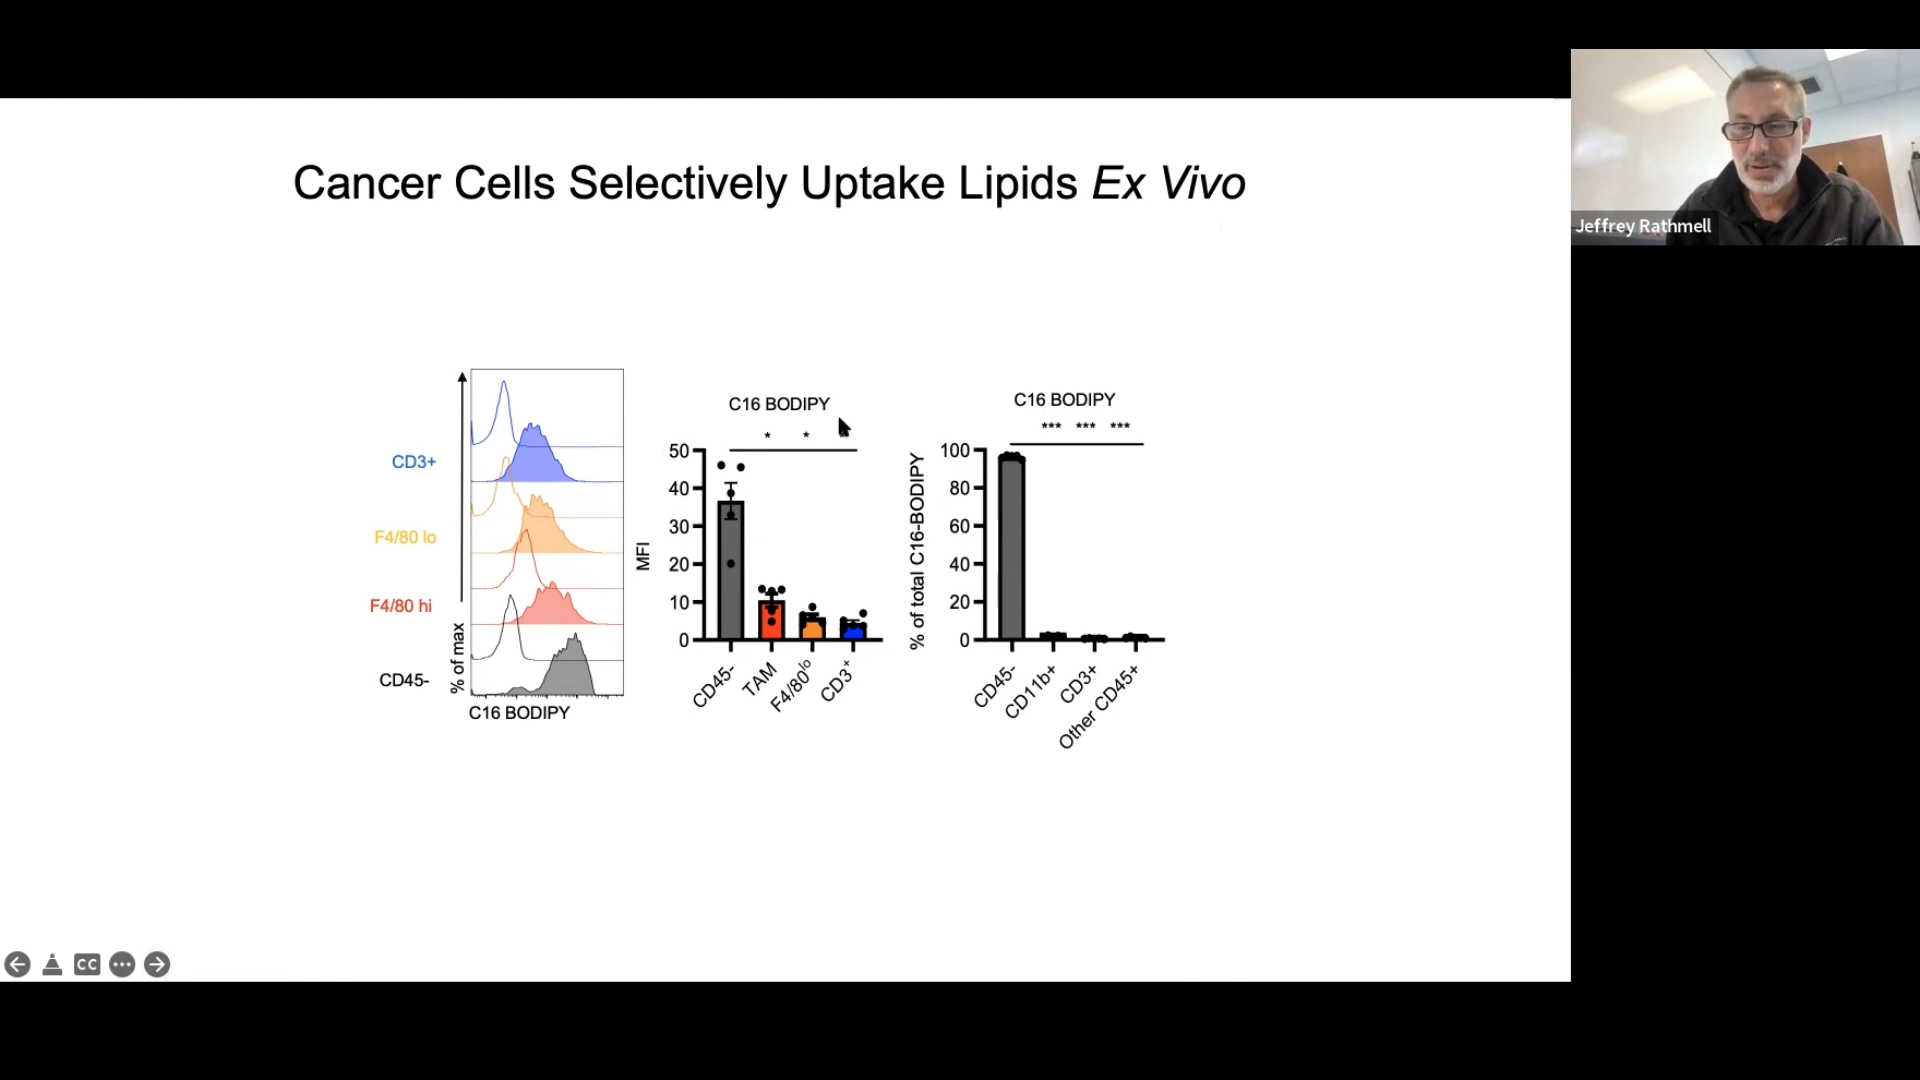 Cancer Cells Selectively Uptake Lipids Ex Vivo
Jeffrey Rathmell
CD3+
F4/80 lo
F4/80 hi
CD45-
% of max
C16 BODIPY
C16 BODIPY
* *
MFI
50
40
30
20
10
0
CD45-
TAM
F4/80lo
CD3+
C16 BODIPY
*** *** ***
% of total C16-BODIPY
100
80
60
40
20
0
CD45-
CD11b+
CD3+
Other CD45+
CC